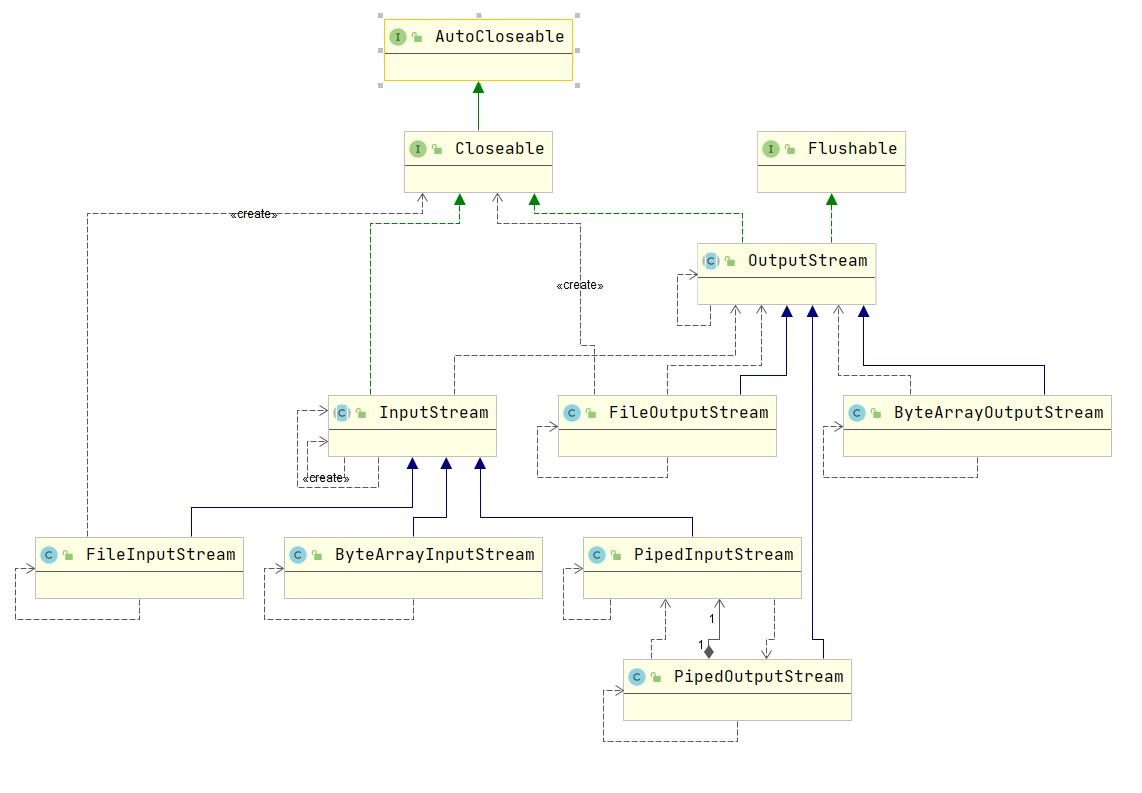 I AutoCloseable
I Closeable
I Flushable
«create»
C OutputStream
«create»
C InputStream
C FileOutputStream
C ByteArrayOutputStream
«create»
C FileInputStream
C ByteArrayInputStream
C PipedInputStream
1
1
C PipedOutputStream